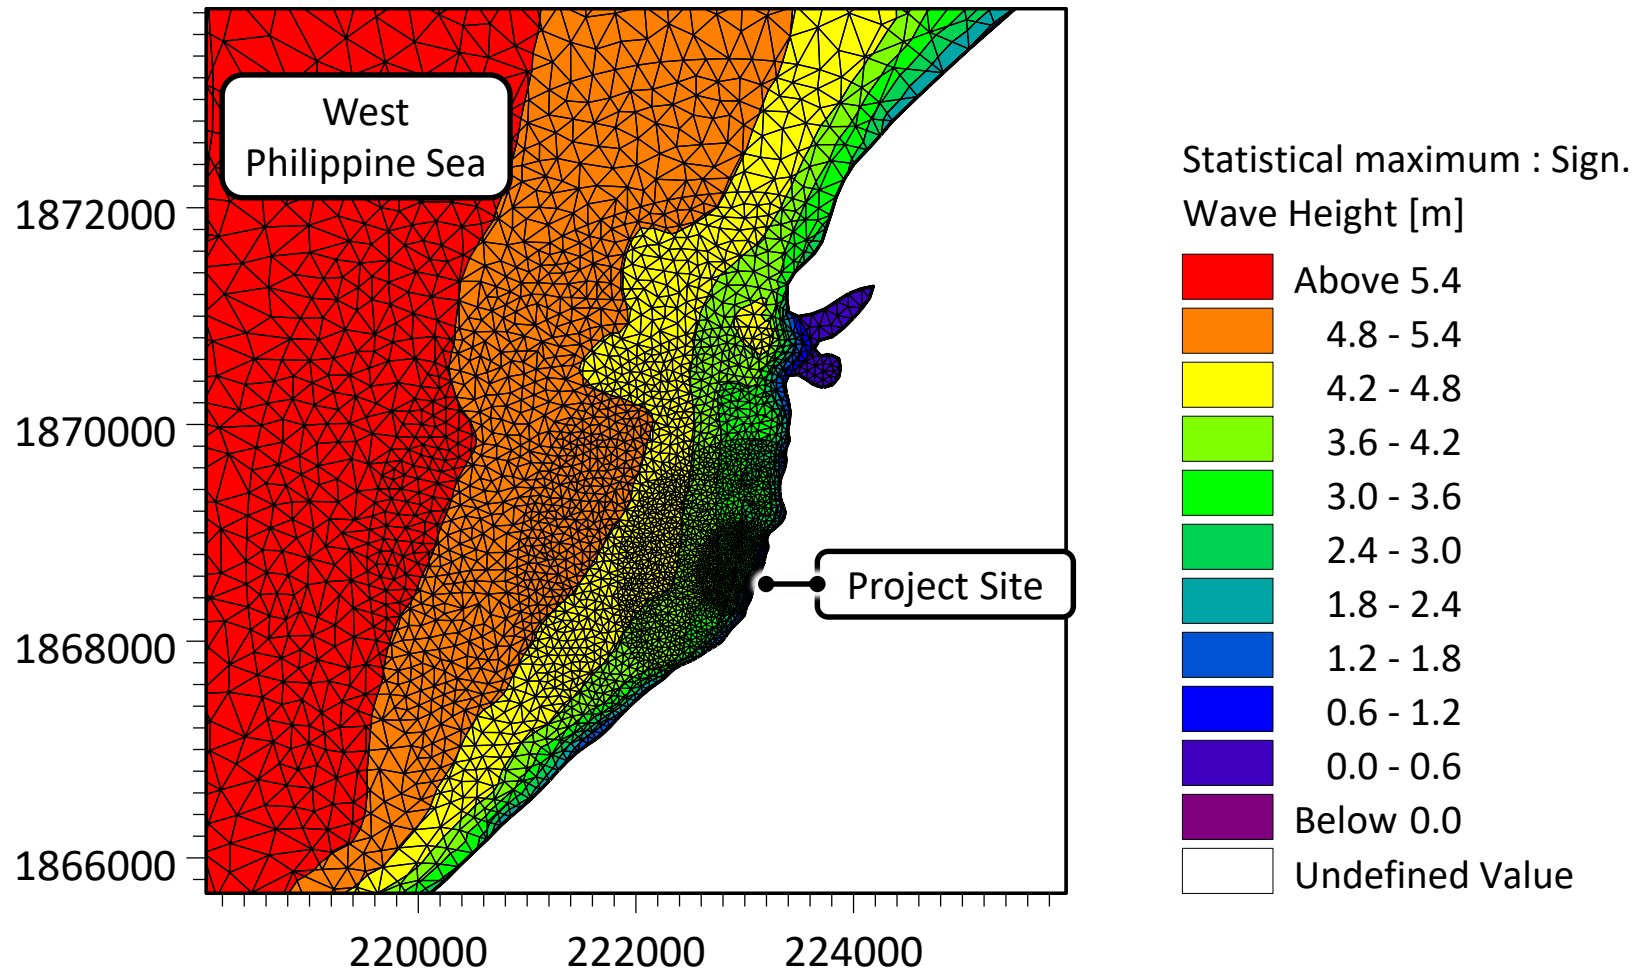 West
Philippine Sea
1872000
1870000
1868000
1866000
220000
222000
224000
Project Site
Statistical maximum : Sign.
Wave Height [m]
Above 5.4
4.8 - 5.4
4.2 - 4.8
3.6 - 4.2
3.0 - 3.6
2.4 - 3.0
1.8 - 2.4
1.2 - 1.8
0.6 - 1.2
0.0 - 0.6
Below 0.0
Undefined Value